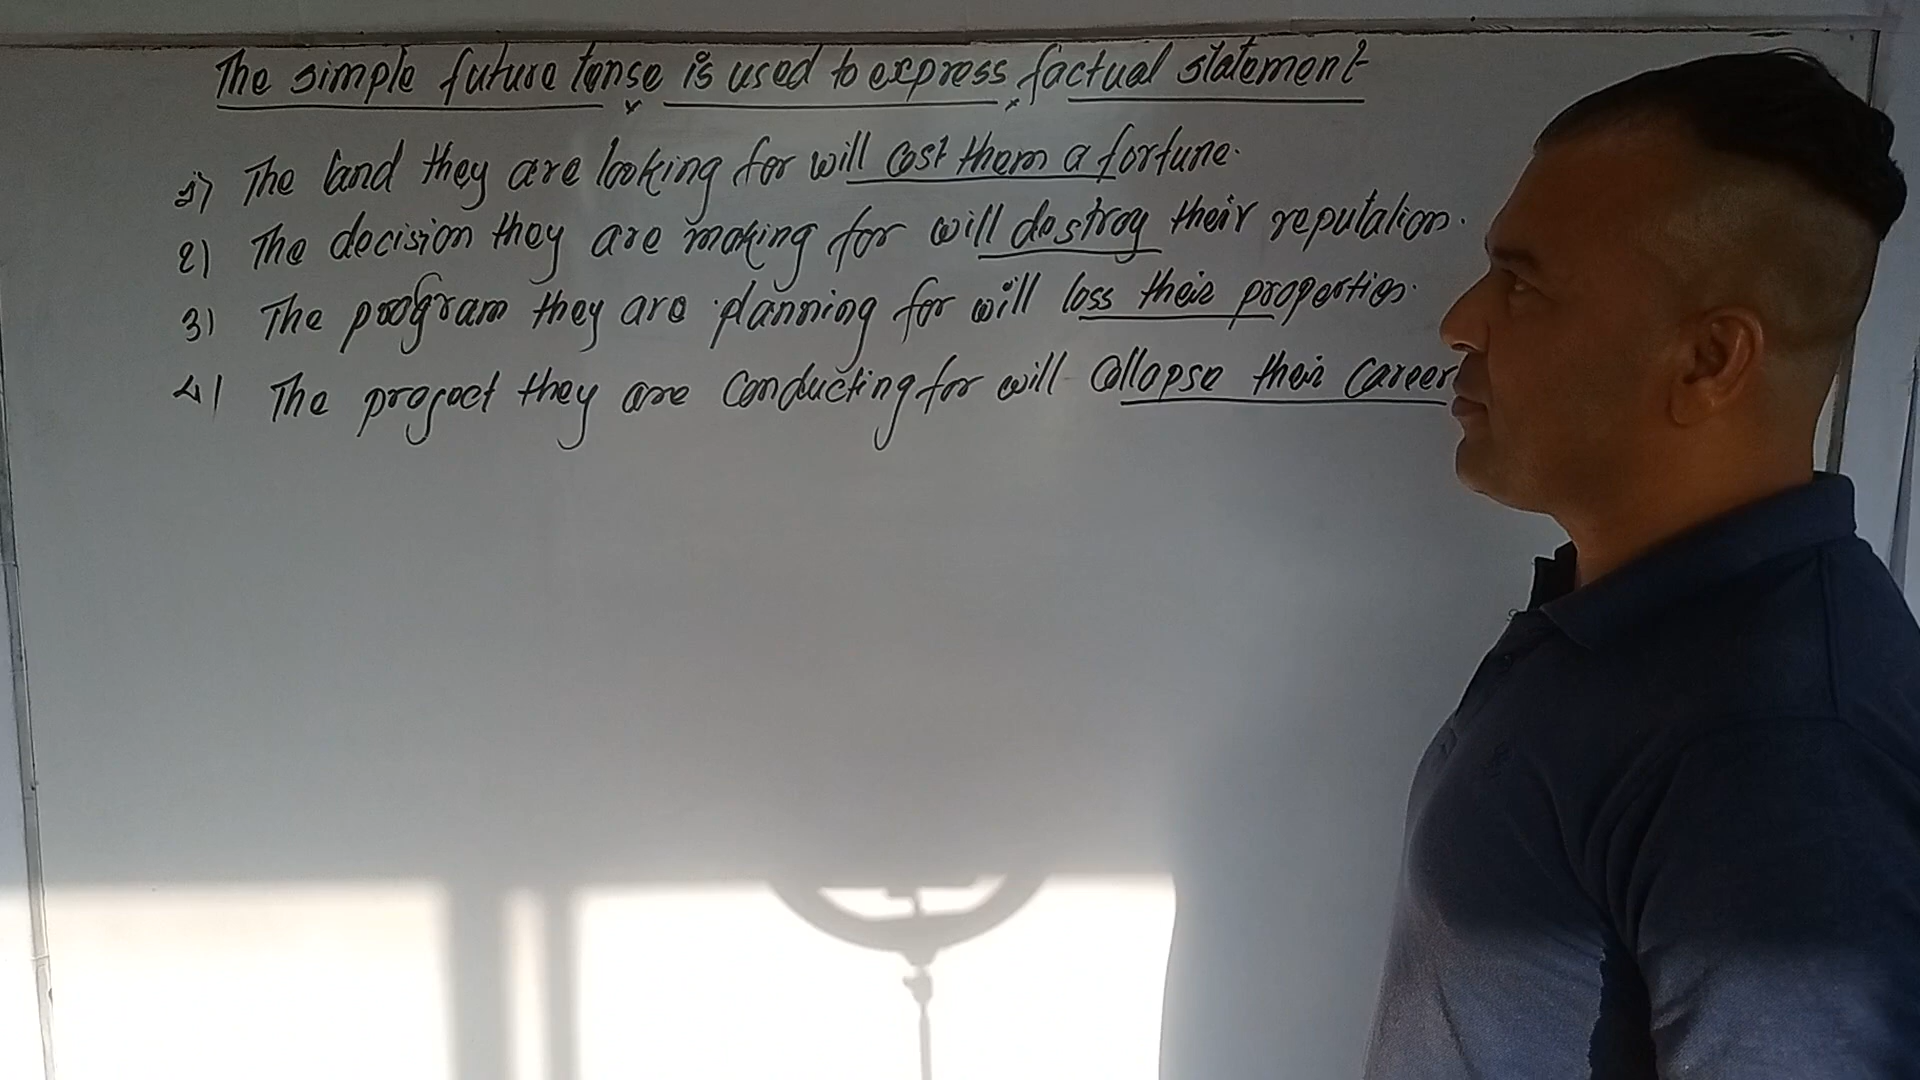 The simple future tense is used to express factual statement
1) The land they are looking for will cost them a fortune.
2) The decision they are making for will destroy their reputation.
3) The program they are planning for will loss their properties.
4) The project they are conducting for will collapse their career